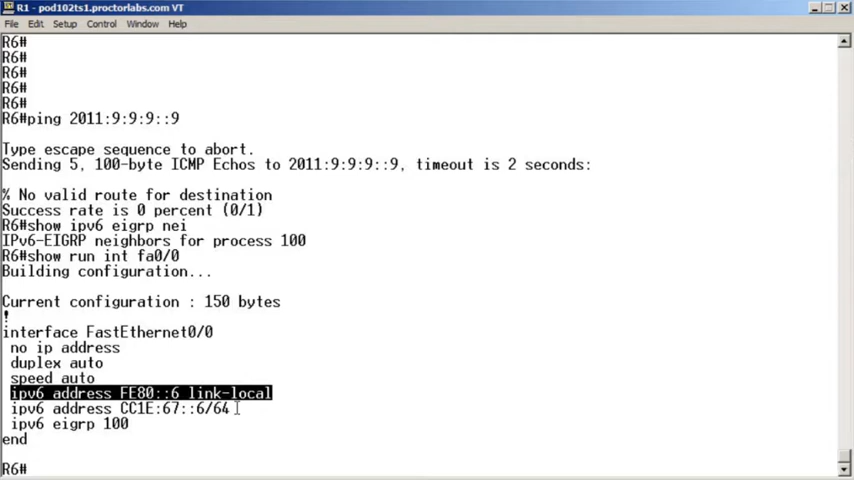 R1 - pod102ts1.proctorlabs.com VT
File Edit Setup Control Window Help
R6#
R6#
R6#
R6#
R6#
R6#ping 2011:9:9:9::9
Type escape sequence to abort.
Sending 5, 100-byte ICMP Echos to 2011:9:9:9::9, timeout is 2 seconds:
% No valid route for destination
Success rate is 0 percent (0/1)
R6#show ipv6 eigrp nei
IPv6-EIGRP neighbors for process 100
R6#show run int fa0/0
Building configuration...
Current configuration : 150 bytes
!
interface FastEthernet0/0
no ip address
duplex auto
speed auto
ipv6 address FE80::6 link-local
ipv6 address CC1E:67::6/64
ipv6 eigrp 100
end
R6#